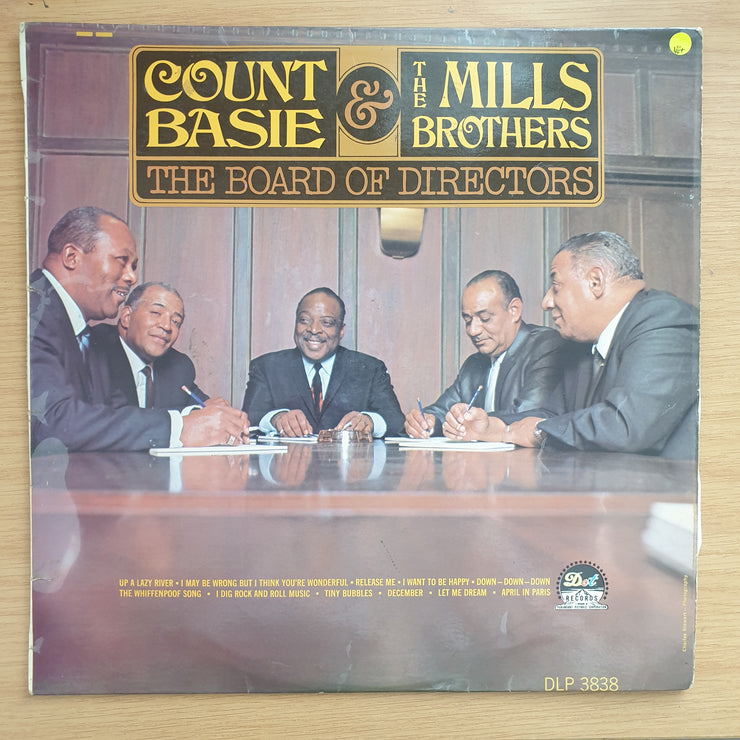 COUNT
BASIE
&
THE MILLS
BROTHERS
THE BOARD OF DIRECTORS
UP A LAZY RIVER • I MAY BE WRONG BUT I THINK YOU'RE WONDERFUL • RELEASE ME • I WANT TO BE HAPPY • DOWN—DOWN—DOWN
THE WHIFFENPOOF SONG • I DIG ROCK AND ROLL MUSIC • TINY BUBBLES • DECEMBER • LET ME DREAM • APRIL IN PARIS
Dot
RECORDS
DLP 3838